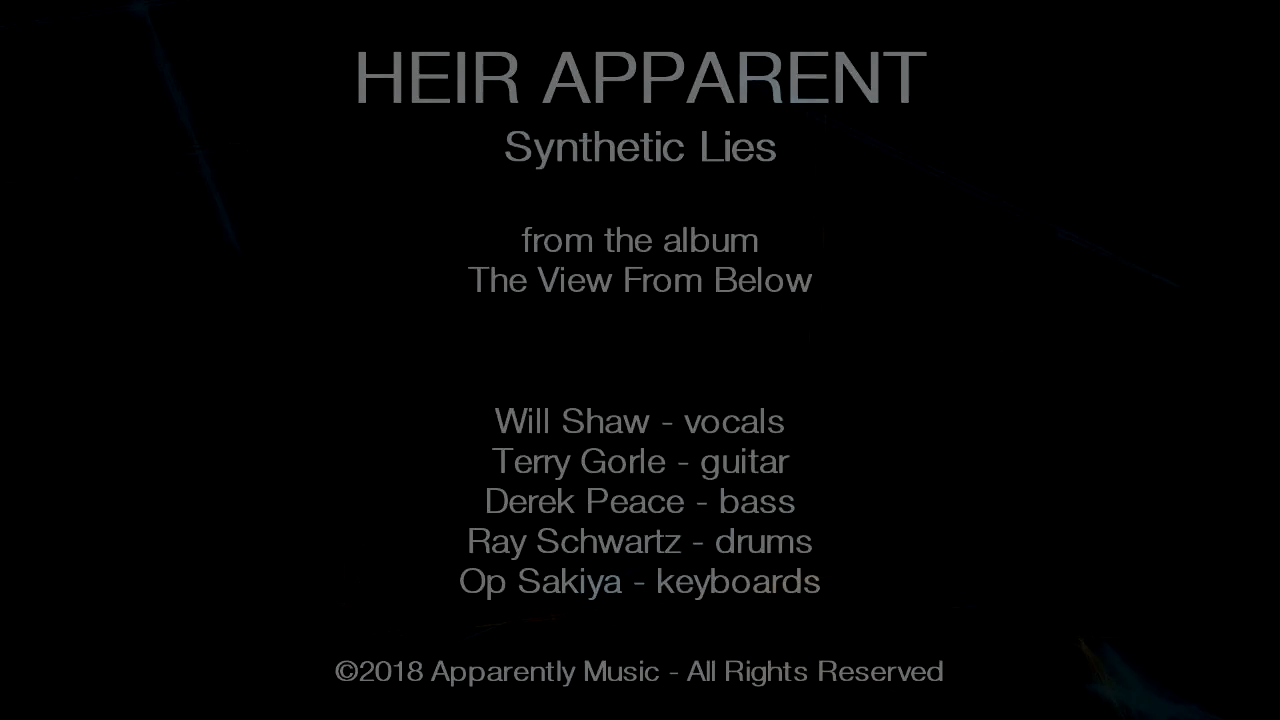 HEIR APPARENT
Synthetic Lies
from the album
The View From Below
Will Shaw - vocals
Terry Gorle - guitar
Derek Peace - bass
Ray Schwartz - drums
Op Sakiya - keyboards
©2018 Apparently Music - All Rights Reserved